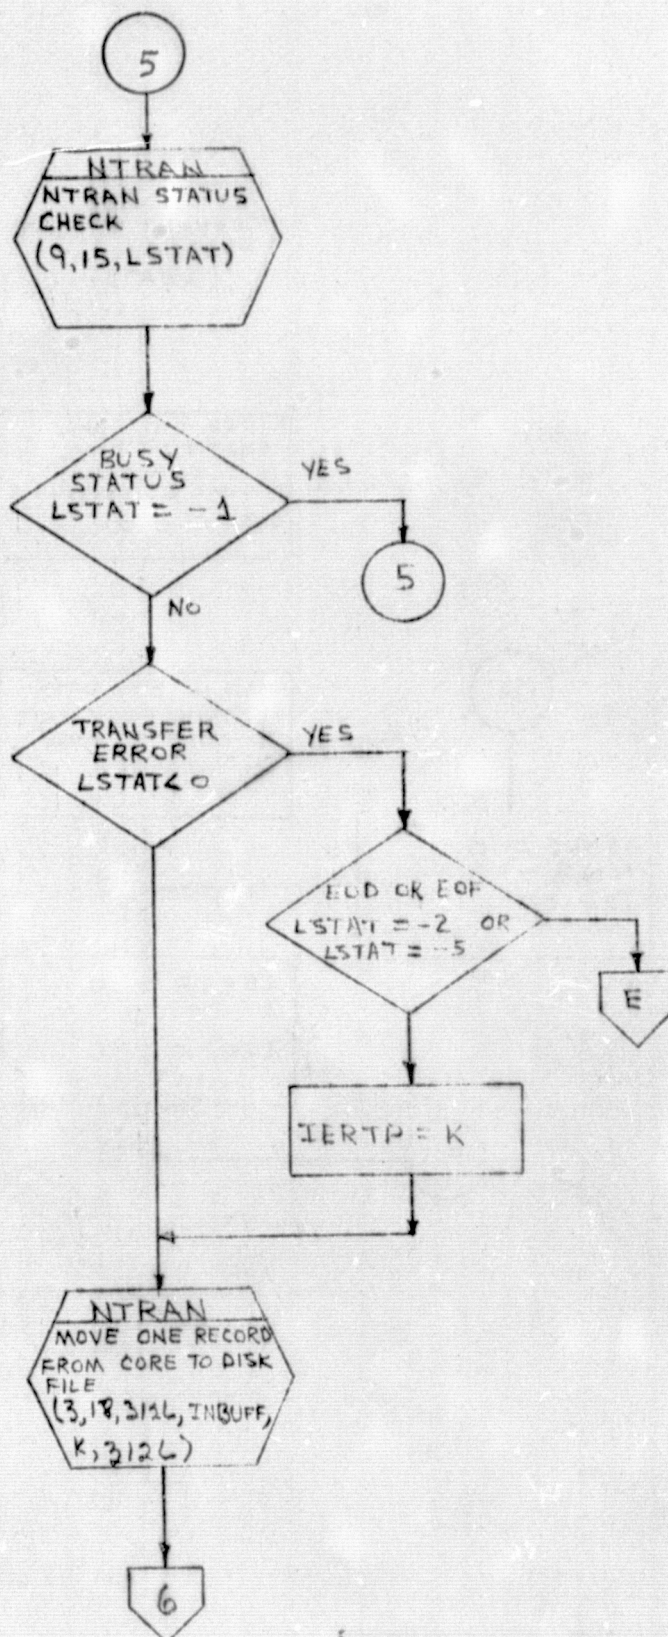 5
NTRAN
NTRAN STATUS
CHECK
(9,15,LSTAT)
BUSY
STATUS
LSTAT = -1
YES
5
NO
TRANSFER
ERROR
LSTAT<0
YES
EOD OR EOF
LSTAT = -2 OR
LSTAT = -5
E
IERTP = K
NTRAN
MOVE ONE RECORD
FROM CORE TO DISK
FILE
(3,18,3126,INBUFF,
K,3126)
6